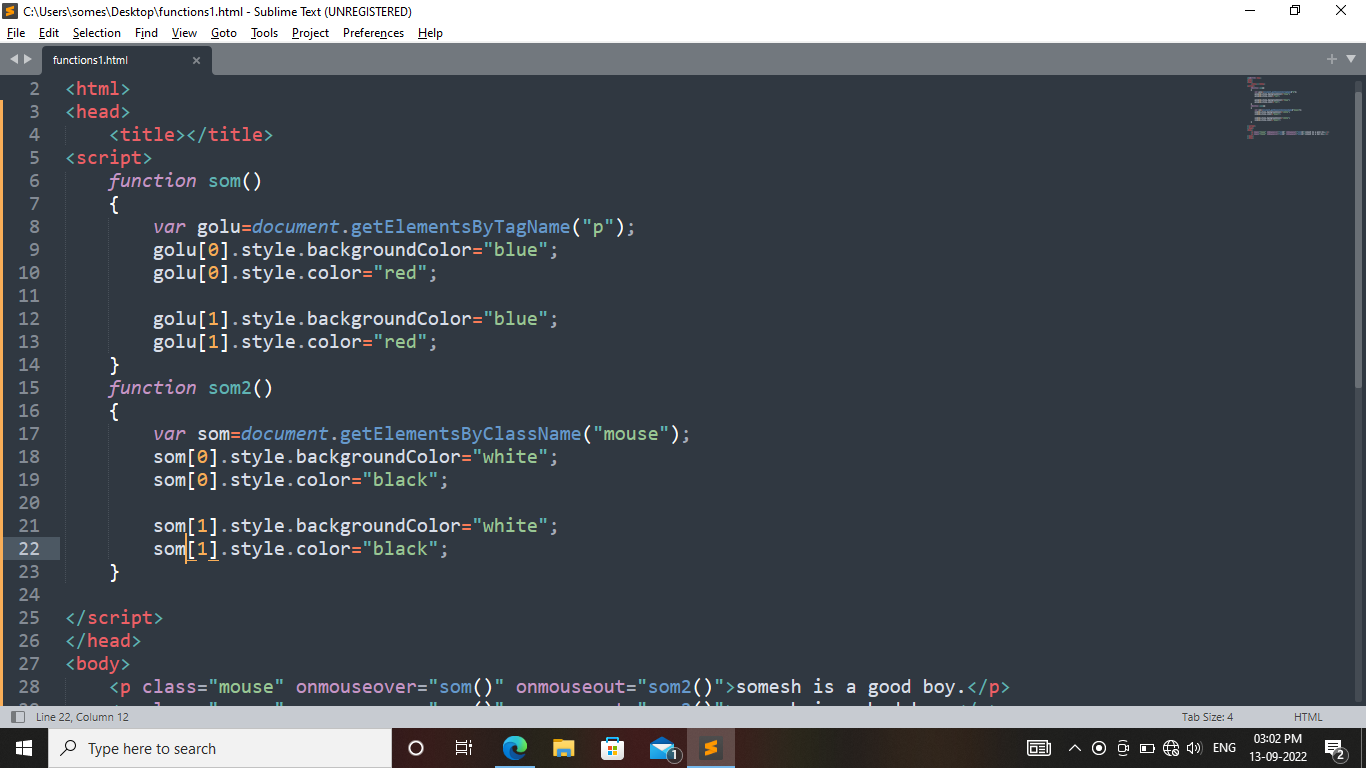 C:\Users\somes\Desktop\functions1.html - Sublime Text (UNREGISTERED)
File Edit Selection Find View Goto Tools Project Preferences Help
functions1.html
2 <html>
3 <head>
4 <title></title>
5 <script>
6 function som()
7 {
8 var golu=document.getElementsByTagName("p");
9 golu[0].style.backgroundColor="blue";
10 golu[0].style.color="red";
11
12 golu[1].style.backgroundColor="blue";
13 golu[1].style.color="red";
14 }
15 function som2()
16 {
17 var som=document.getElementsByClassName("mouse");
18 som[0].style.backgroundColor="white";
19 som[0].style.color="black";
20
21 som[1].style.backgroundColor="white";
22 som[1].style.color="black";
23 }
24
25 </script>
26 </head>
27 <body>
28 <p class="mouse" onmouseover="som()" onmouseout="som2()">somesh is a good boy.</p>
Line 22, Column 12 Tab Size: 4 HTML
Type here to search
1
ENG
03:02 PM
13-09-2022
2